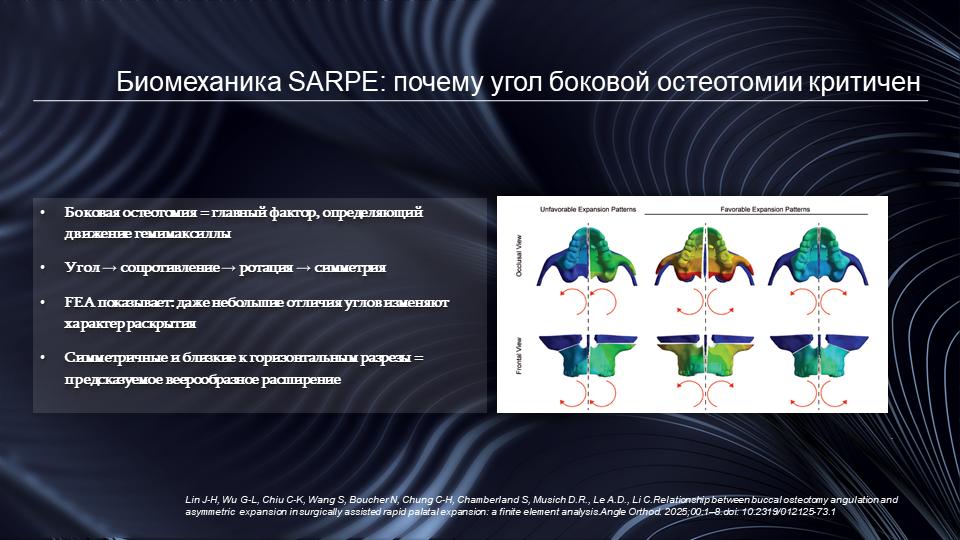 Биомеханика SARPE: почему угол боковой остеотомии критичен
• Боковая остеотомия = главный фактор, определяющий
движение гемимаксиллы
• Угол → сопротивление → ротация → симметрия
• FEA показывает: даже небольшие отличия углов изменяют
характер раскрытия
• Симметричные и близкие к горизонтальным разрезы =
предсказуемое веерообразное расширение
Unfavorable Expansion Patterns
Favorable Expansion Patterns
Occlusal View
Frontal View
Lin J-H, Wu G-L, Chiu C-K, Wang S, Boucher N, Chung C-H, Chamberland S, Musich D.R., Le A.D., Li C.Relationship between buccal osteotomy angulation and
asymmetric expansion in surgically assisted rapid palatal expansion: a finite element analysis.Angle Orthod. 2025;00:1–8.doi: 10.2319/012125-73.1